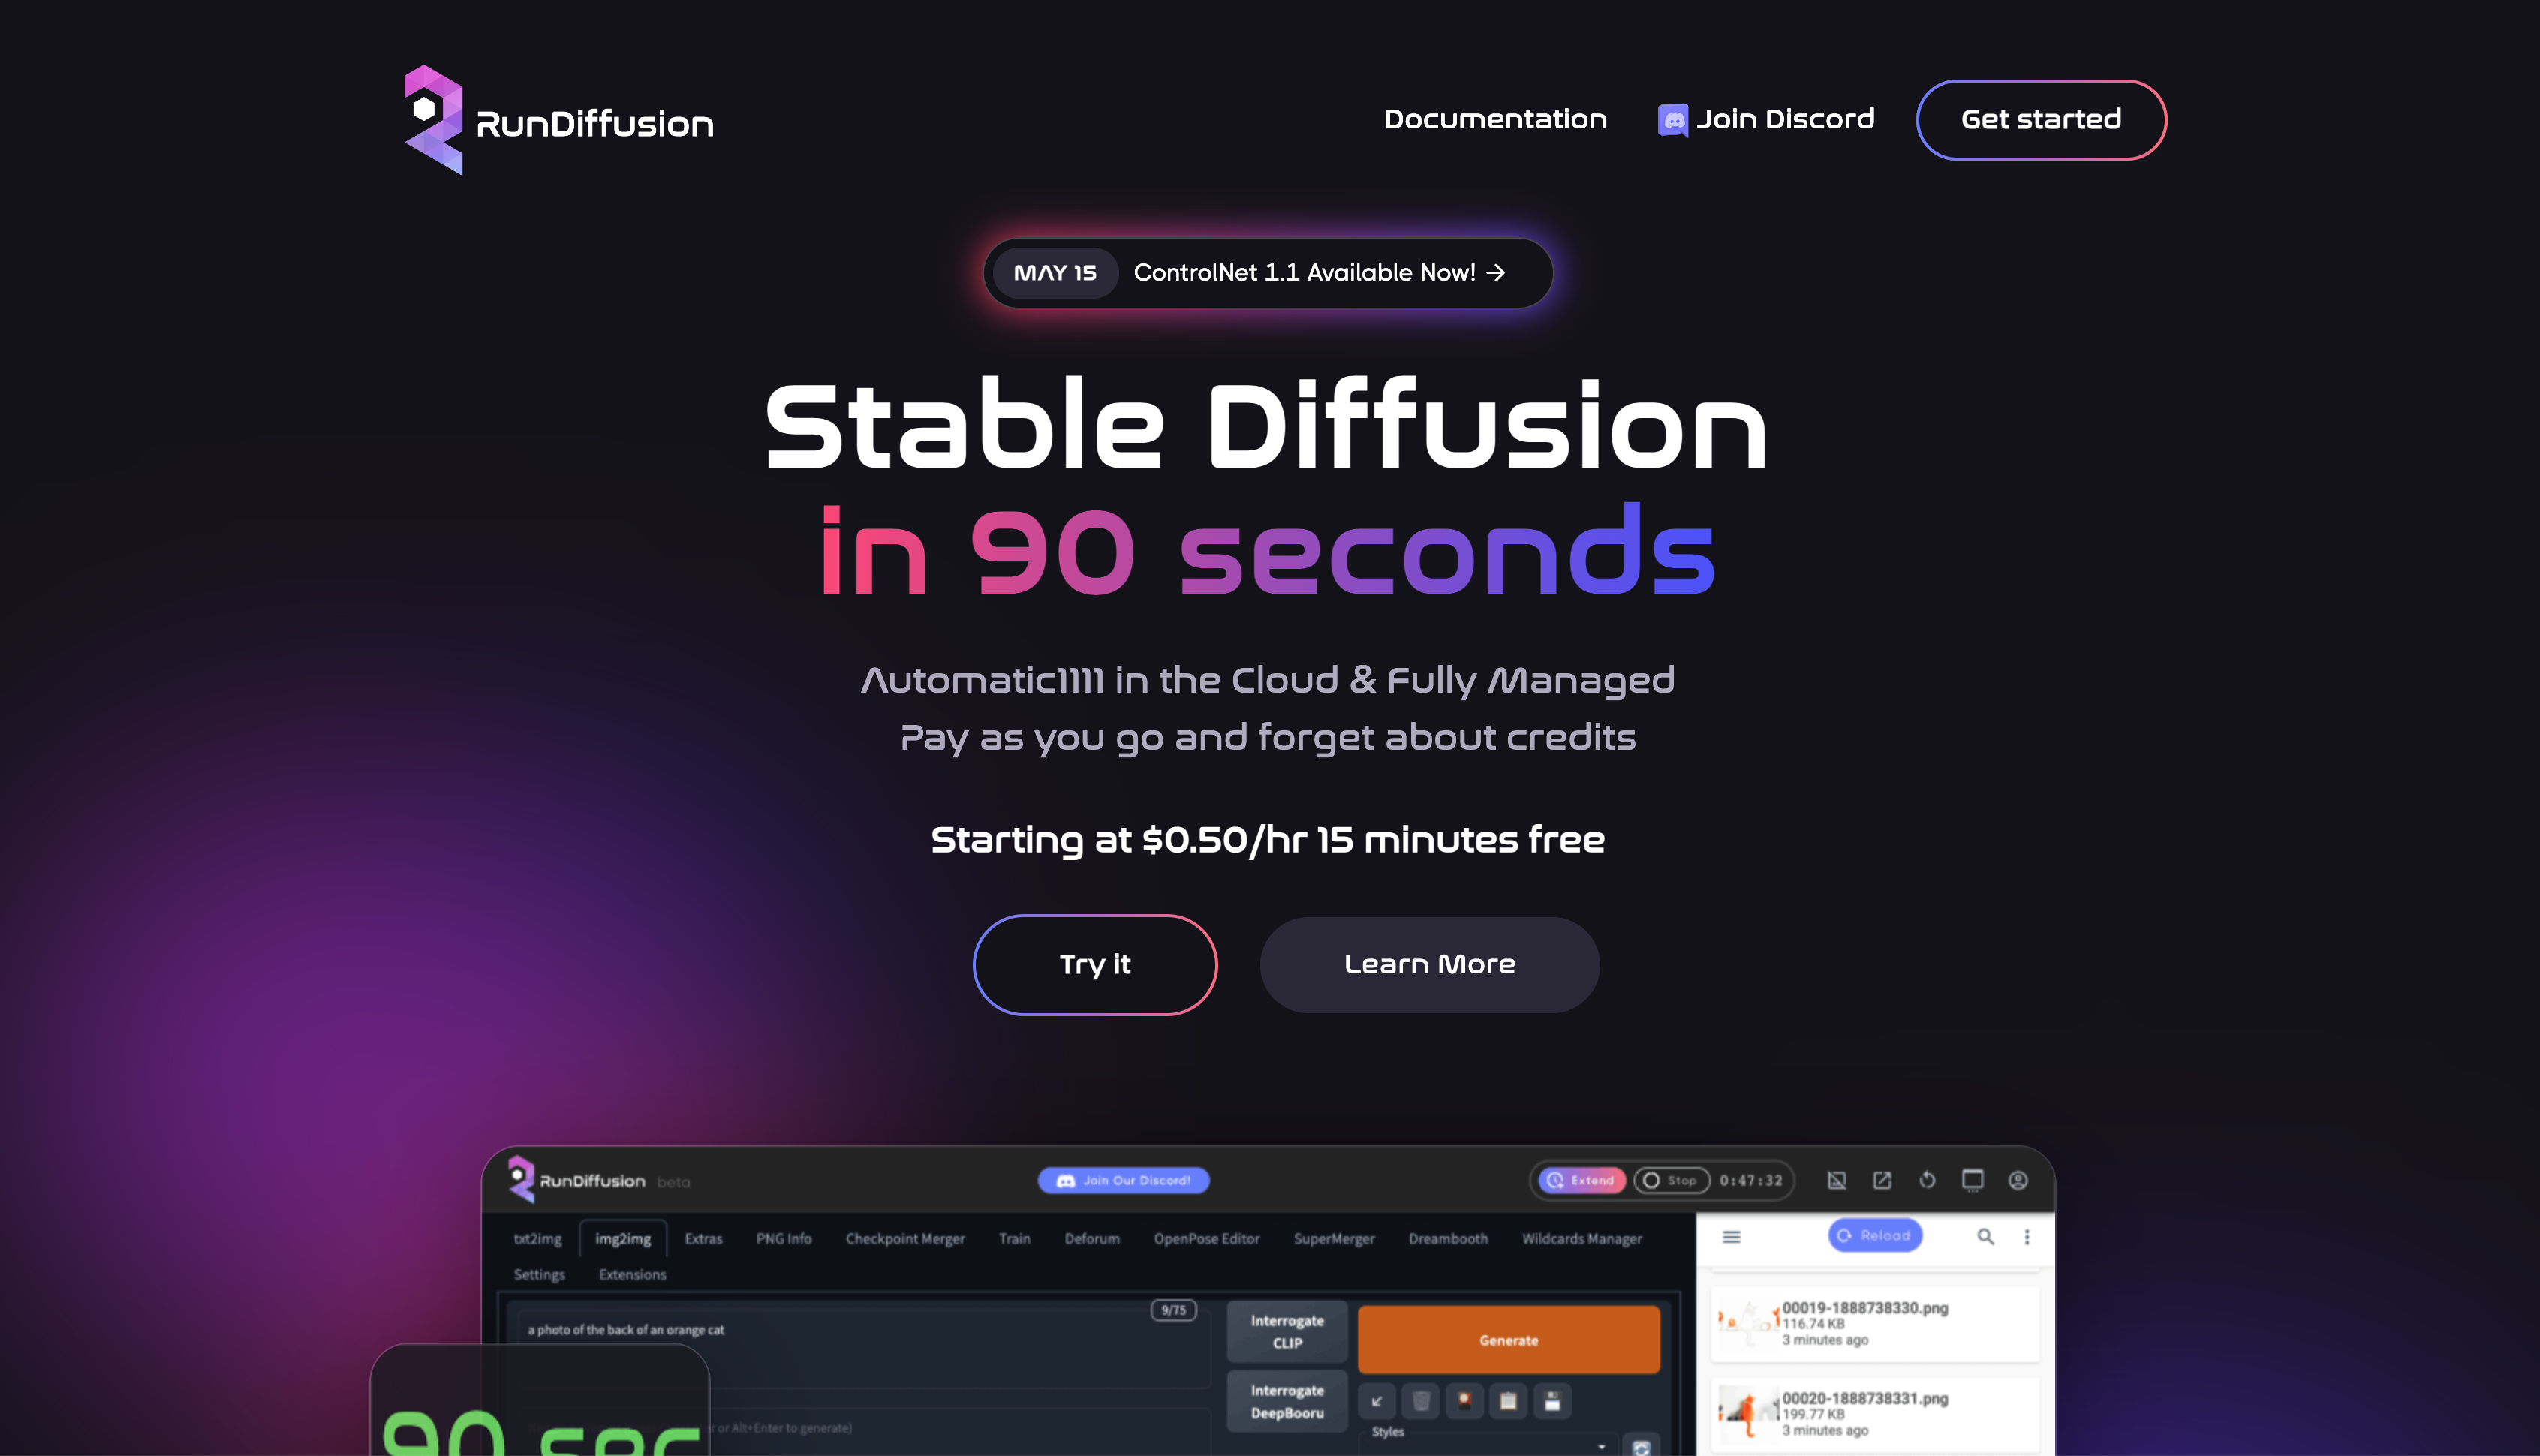 RunDiffusion
Documentation
Join Discord
Get started
MAY 15 ControlNet 1.1 Available Now! →
Stable Diffusion
in 90 seconds
Automatic1111 in the Cloud & Fully Managed
Pay as you go and forget about credits
Starting at $0.50/hr 15 minutes free
Try it
Learn More
RunDiffusion beta
Join Our Discord!
Extend
Stop
0:47:32
txt2img img2img Extras PNG Info Checkpoint Merger Train Deforum OpenPose Editor SuperMerger Dreambooth Wildcards Manager
Settings Extensions
9/75
a photo of the back of an orange cat
r or Alt+Enter to generate)
90 sec
Interrogate
CLIP
Interrogate
DeepBooru
Generate
Styles
Reload
00019-1888738330.png
116.74 KB
3 minutes ago
00020-1888738331.png
199.77 KB
3 minutes ago